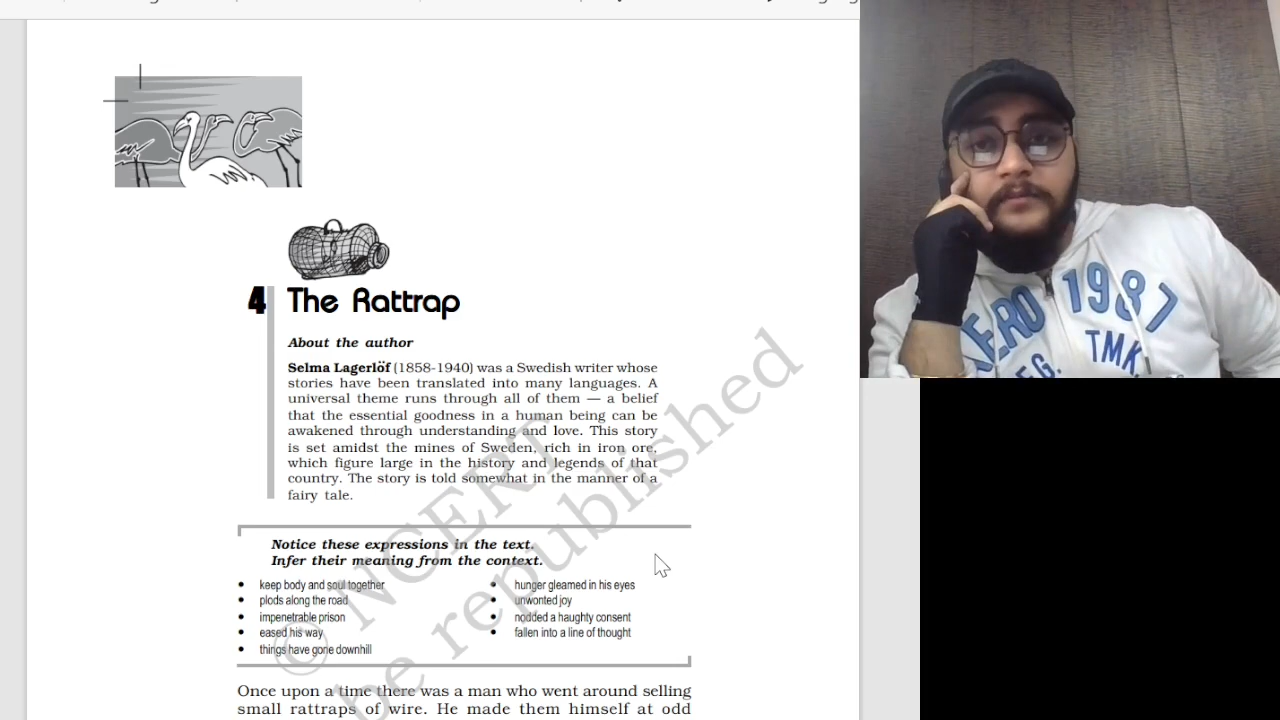 4 The Rattrap
About the author
Selma Lagerlöf (1858-1940) was a Swedish writer whose
stories have been translated into many languages. A
universal theme runs through all of them — a belief
that the essential goodness in a human being can be
awakened through understanding and love. This story
is set amidst the mines of Sweden, rich in iron ore,
which figure large in the history and legends of that
country. The story is told somewhat in the manner of a
fairy tale.
Notice these expressions in the text.
Infer their meaning from the context.
• keep body and soul together
• plods along the road
• impenetrable prison
• eased his way
• things have gone downhill
• hunger gleamed in his eyes
• unwonted joy
• nodded a haughty consent
• fallen into a line of thought
Once upon a time there was a man who went around selling
small rattraps of wire. He made them himself at odd
© NCERT
be republished
1987
TMK